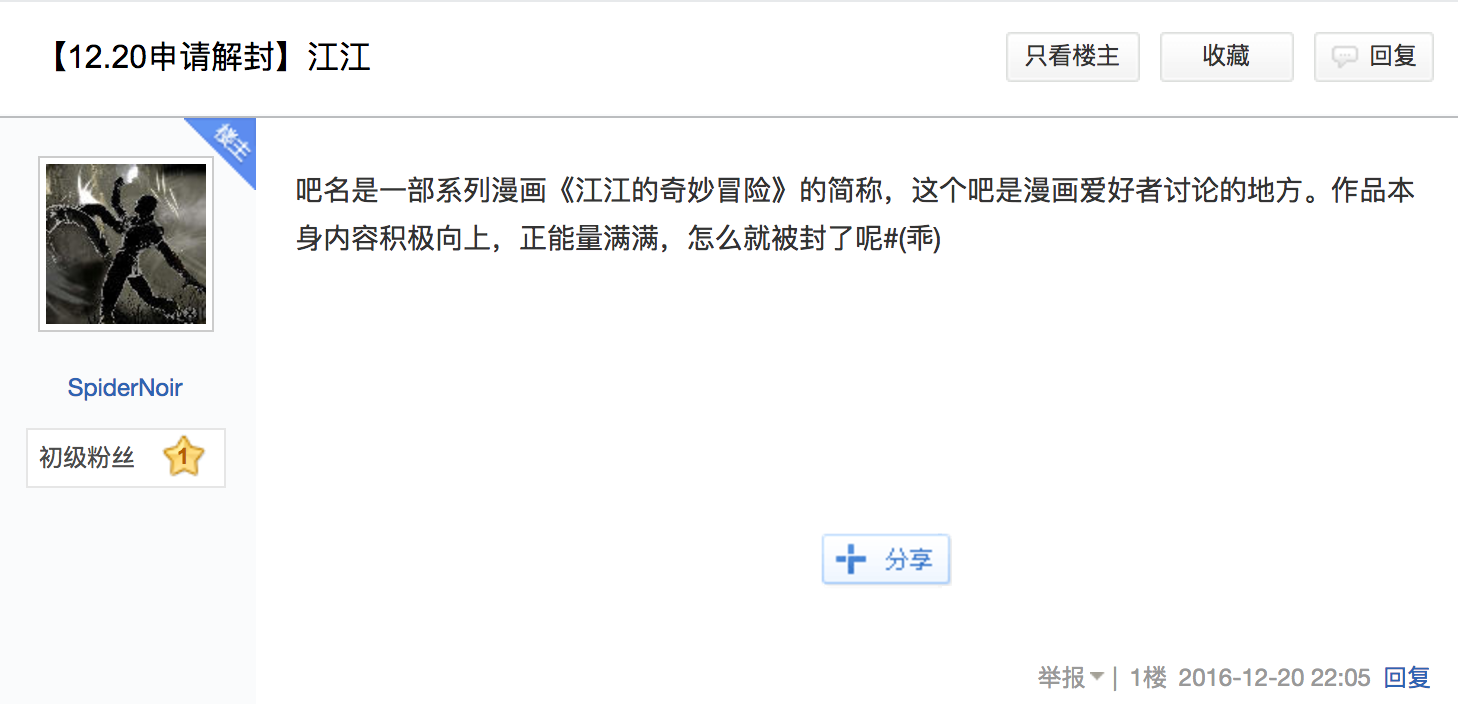 【12.20申请解封】江江
只看楼主
收藏
回复
楼主
吧名是一部系列漫画《江江的奇妙冒险》的简称，这个吧是漫画爱好者讨论的地方。作品本
身内容积极向上，正能量满满，怎么就被封了呢#(乖)
SpiderNoir
初级粉丝 1
分享
举报 | 1楼 2016-12-20 22:05 回复